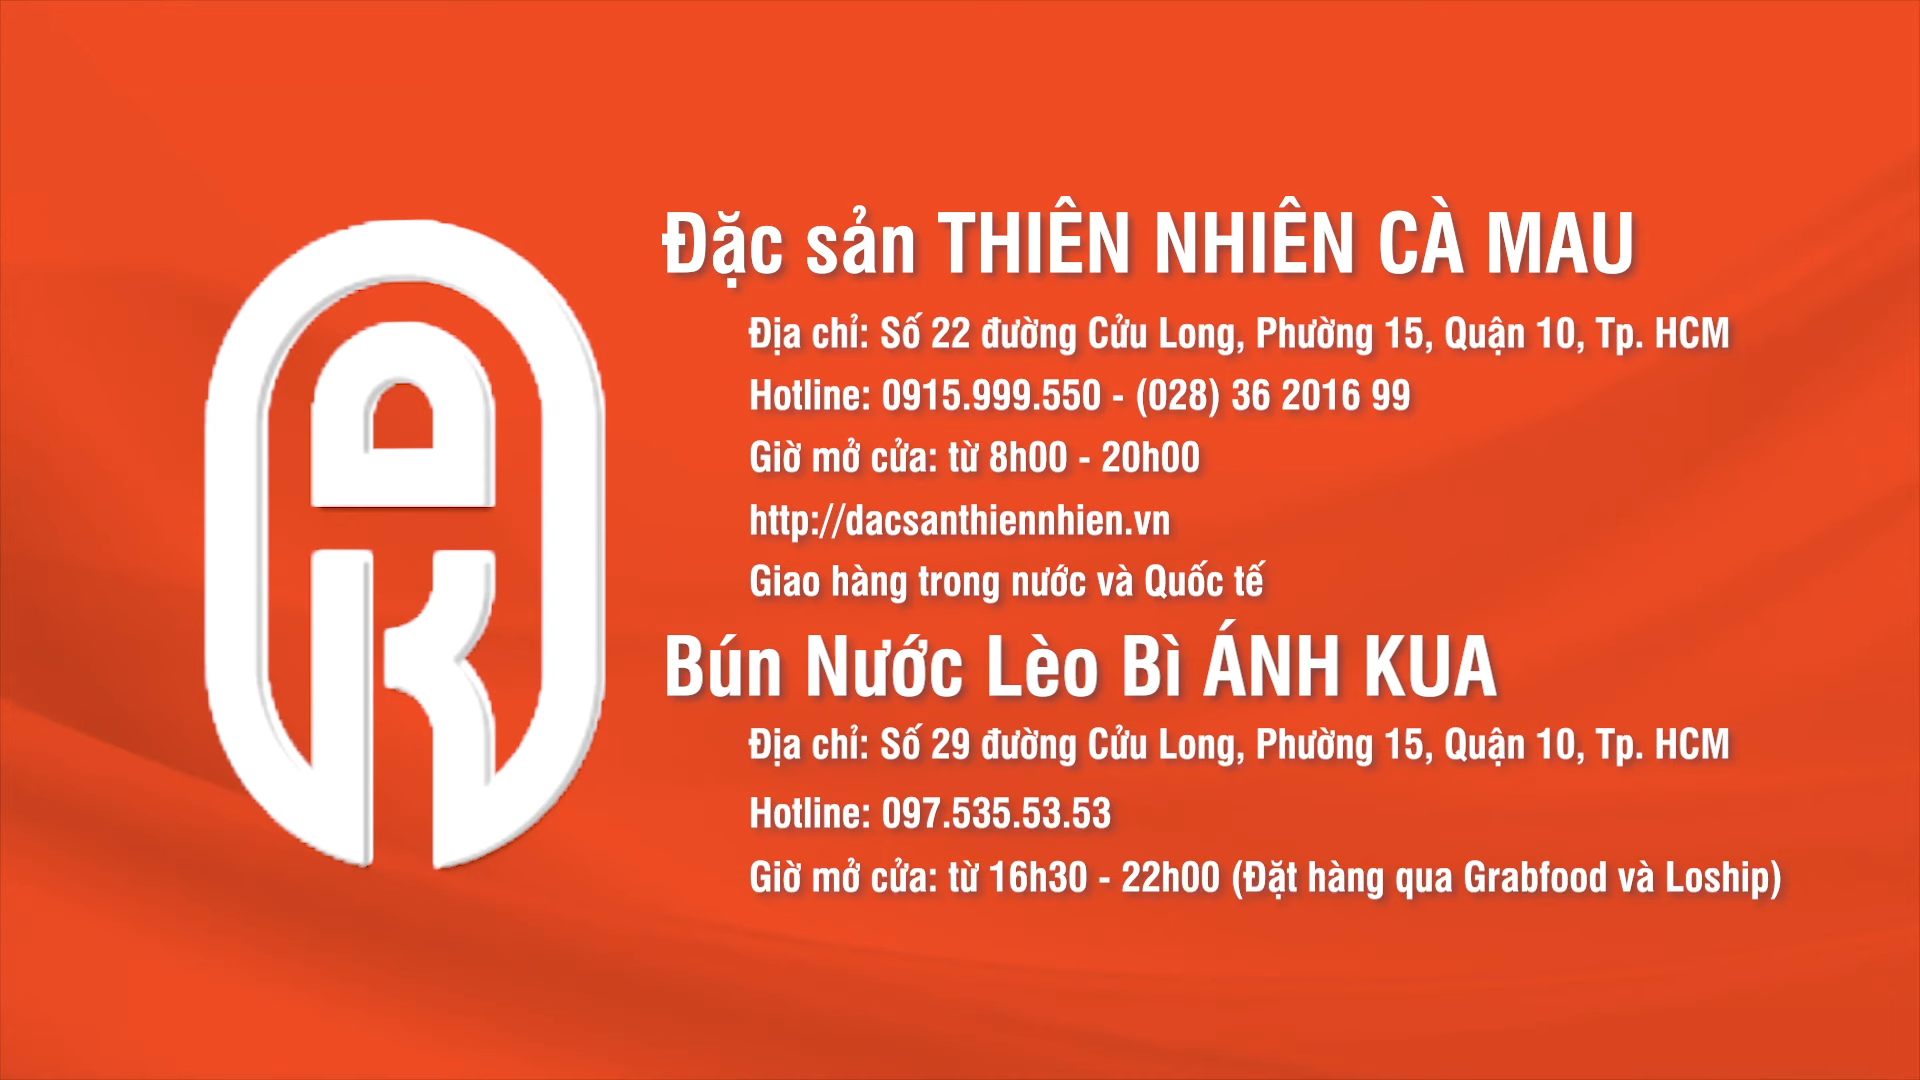 Đặc sản THIÊN NHIÊN CÀ MAU
Địa chỉ: Số 22 đường Cửu Long, Phường 15, Quận 10, Tp. HCM
Hotline: 0915.999.550 - (028) 36 2016 99
Giờ mở cửa: từ 8h00 - 20h00
http://dacsanthiennhien.vn
Giao hàng trong nước và Quốc tế
Bún Nước Lèo Bì ÁNH KUA
Địa chỉ: Số 29 đường Cửu Long, Phường 15, Quận 10, Tp. HCM
Hotline: 097.535.53.53
Giờ mở cửa: từ 16h30 - 22h00 (Đặt hàng qua Grabfood và Loship)